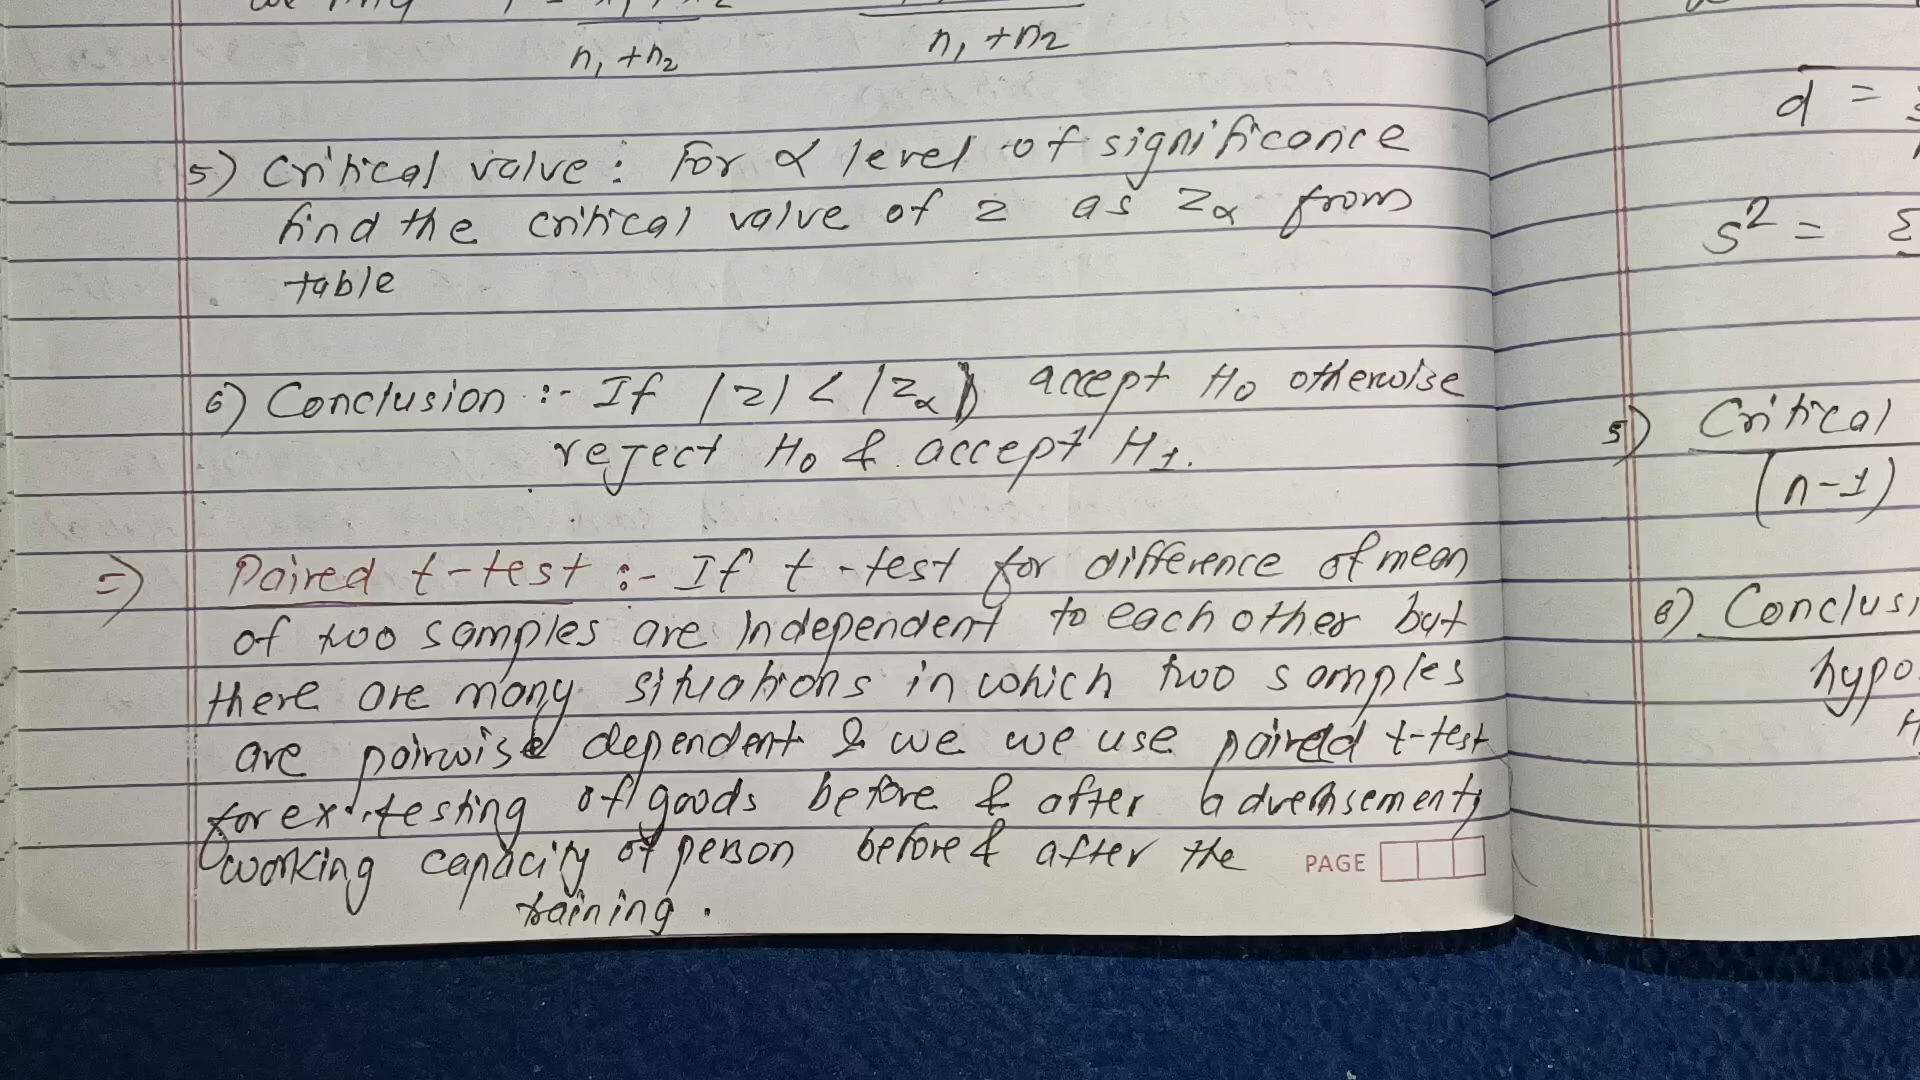 n₁ + n₂ n₁ + n₂
5) Critical value : For α level of significance
find the critical value of z as Zα from
table
6) Conclusion :- If |z| < |zα| accept H₀ otherwise
reject H₀ & accept H₁.
=) Paired t-test :- If t-test for difference of mean
of two samples are independent to each other but
there are many situations in which two samples
are pairwise dependent & we we use paired t-test
for ex. testing of goods before & after advertisement,
working capacity of person before & after the
training.
PAGE
d̄ =
s² = Σ
5) Critical
(n-1)
6) Conclusi
hypo
H